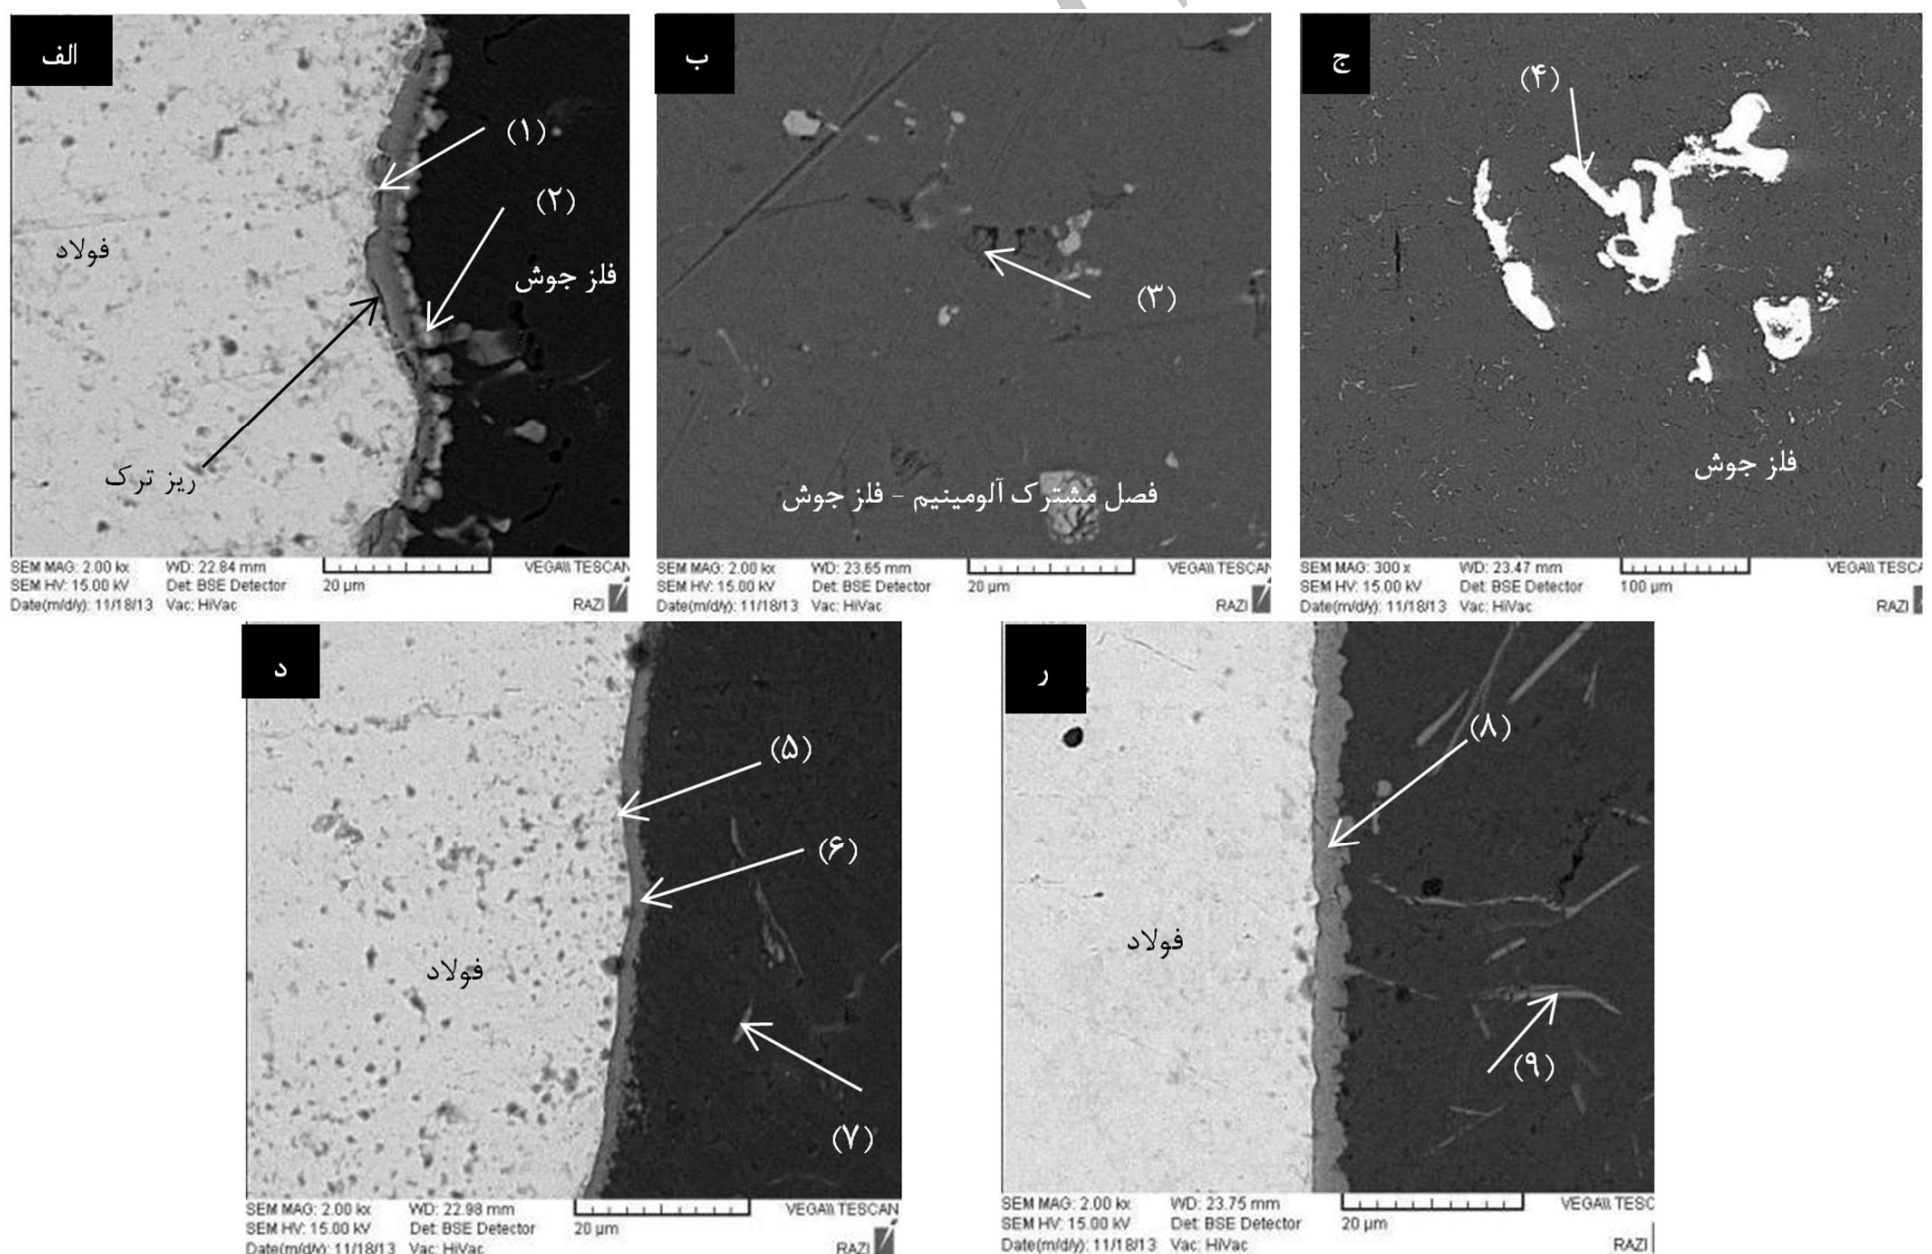 الف
(۱)
(۲)
فولاد
فلز جوش
ریز ترک
SEM MAG: 2.00 kx WD: 22.84 mm VEGA\\ TESCAN
SEM HV: 15.00 kV Det: BSE Detector 20 µm
Date(m/d/y): 11/18/13 Vac: HiVac RAZI
ب
(۳)
فصل مشترک آلومینیم - فلز جوش
SEM MAG: 2.00 kx WD: 23.65 mm VEGA\\ TESCAN
SEM HV: 15.00 kV Det: BSE Detector 20 µm
Date(m/d/y): 11/18/13 Vac: HiVac RAZI
ج
(۴)
فلز جوش
SEM MAG: 300 x WD: 23.47 mm VEGA\\ TESCA
SEM HV: 15.00 kV Det: BSE Detector 100 µm
Date(m/d/y): 11/18/13 Vac: HiVac RAZI
د
(۵)
(۶)
فولاد
(۷)
SEM MAG: 2.00 kx WD: 22.98 mm VEGA\\ TESCAN
SEM HV: 15.00 kV Det: BSE Detector 20 µm
Date(m/d/y): 11/18/13 Vac: HiVac RAZI
ر
(۸)
فولاد
(۹)
SEM MAG: 2.00 kx WD: 23.75 mm VEGA\\ TESC
SEM HV: 15.00 kV Det: BSE Detector 20 µm
Date(m/d/y): 11/18/13 Vac: HiVac RAZI